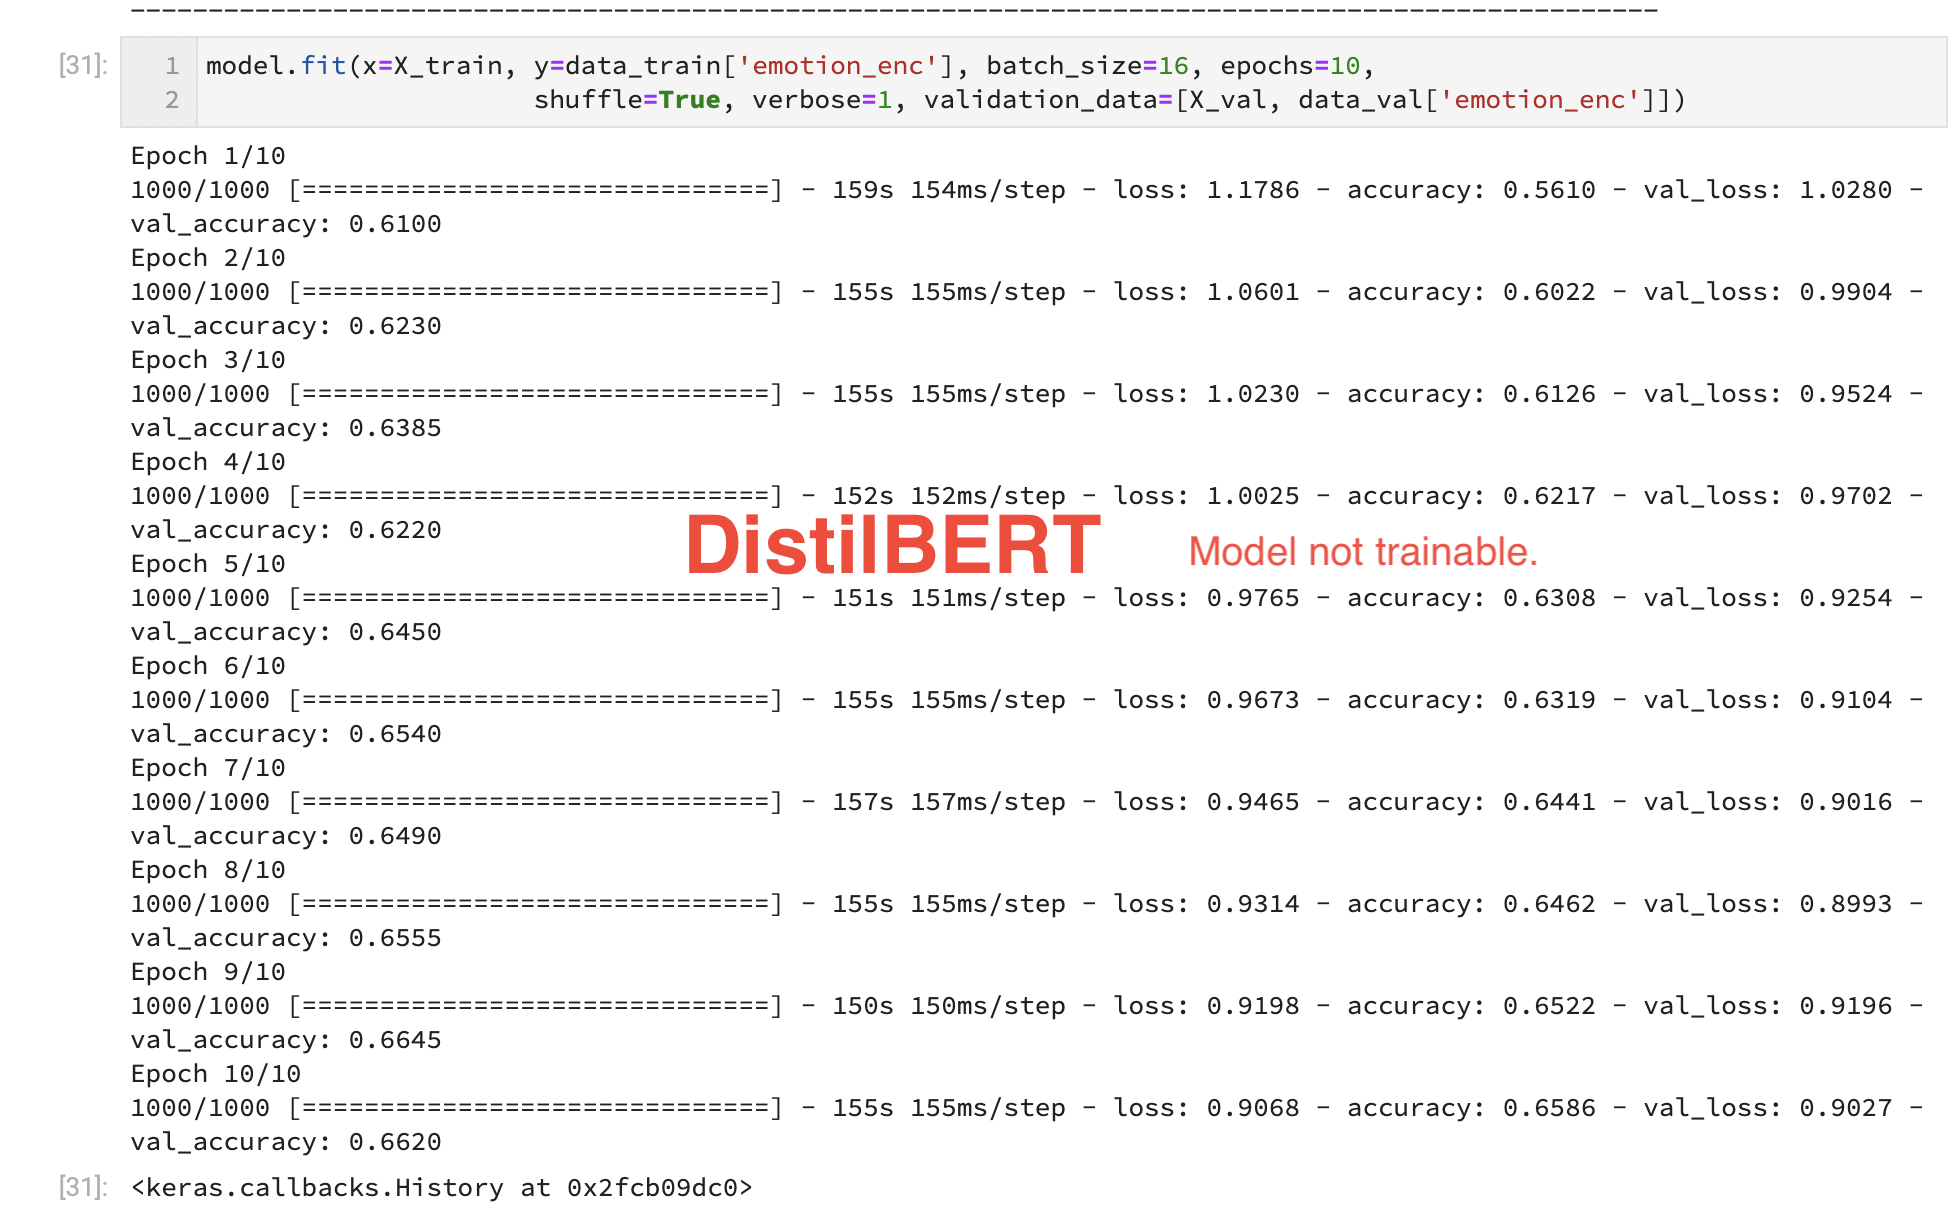 [31]: 1 model.fit(x=X_train, y=data_train['emotion_enc'], batch_size=16, epochs=10,
2 shuffle=True, verbose=1, validation_data=[X_val, data_val['emotion_enc']])
Epoch 1/10
1000/1000 [==============================] - 159s 154ms/step - loss: 1.1786 - accuracy: 0.5610 - val_loss: 1.0280 -
val_accuracy: 0.6100
Epoch 2/10
1000/1000 [==============================] - 155s 155ms/step - loss: 1.0601 - accuracy: 0.6022 - val_loss: 0.9904 -
val_accuracy: 0.6230
Epoch 3/10
1000/1000 [==============================] - 155s 155ms/step - loss: 1.0230 - accuracy: 0.6126 - val_loss: 0.9524 -
val_accuracy: 0.6385
Epoch 4/10
1000/1000 [==============================] - 152s 152ms/step - loss: 1.0025 - accuracy: 0.6217 - val_loss: 0.9702 -
val_accuracy: 0.6220
DistilBERT Model not trainable.
Epoch 5/10
1000/1000 [==============================] - 151s 151ms/step - loss: 0.9765 - accuracy: 0.6308 - val_loss: 0.9254 -
val_accuracy: 0.6450
Epoch 6/10
1000/1000 [==============================] - 155s 155ms/step - loss: 0.9673 - accuracy: 0.6319 - val_loss: 0.9104 -
val_accuracy: 0.6540
Epoch 7/10
1000/1000 [==============================] - 157s 157ms/step - loss: 0.9465 - accuracy: 0.6441 - val_loss: 0.9016 -
val_accuracy: 0.6490
Epoch 8/10
1000/1000 [==============================] - 155s 155ms/step - loss: 0.9314 - accuracy: 0.6462 - val_loss: 0.8993 -
val_accuracy: 0.6555
Epoch 9/10
1000/1000 [==============================] - 150s 150ms/step - loss: 0.9198 - accuracy: 0.6522 - val_loss: 0.9196 -
val_accuracy: 0.6645
Epoch 10/10
1000/1000 [==============================] - 155s 155ms/step - loss: 0.9068 - accuracy: 0.6586 - val_loss: 0.9027 -
val_accuracy: 0.6620
[31]: <keras.callbacks.History at 0x2fcb09dc0>